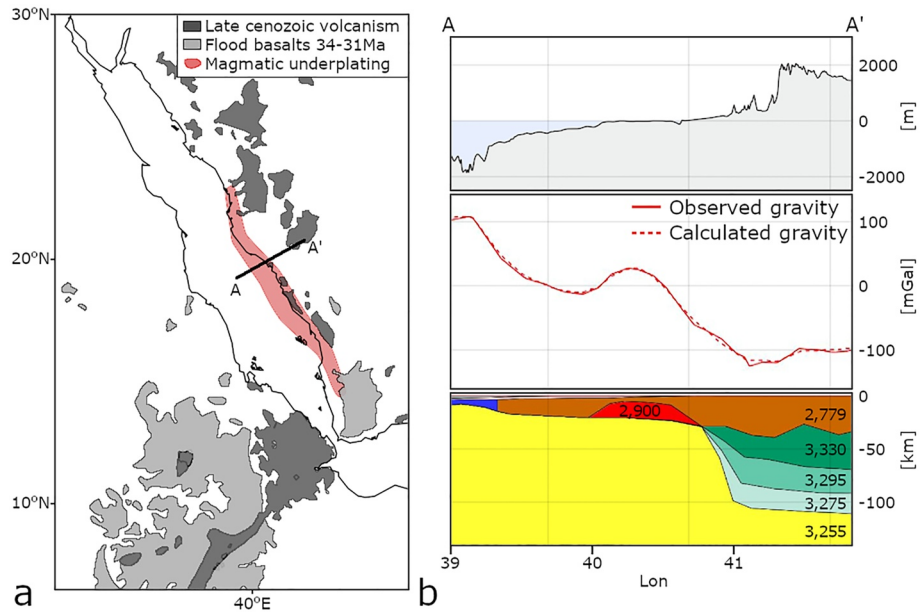 30°N
Late cenozoic volcanism
Flood basalts 34-31Ma
Magmatic underplating
20°N
A
A'
10°N
40°E
a
A
A'
2000
0
-2000
[m]
Observed gravity
Calculated gravity
100
0
-100
[mGal]
2,900
2,779
3,330
3,295
3,275
3,255
0
-50
-100
[km]
39
40
41
Lon
b